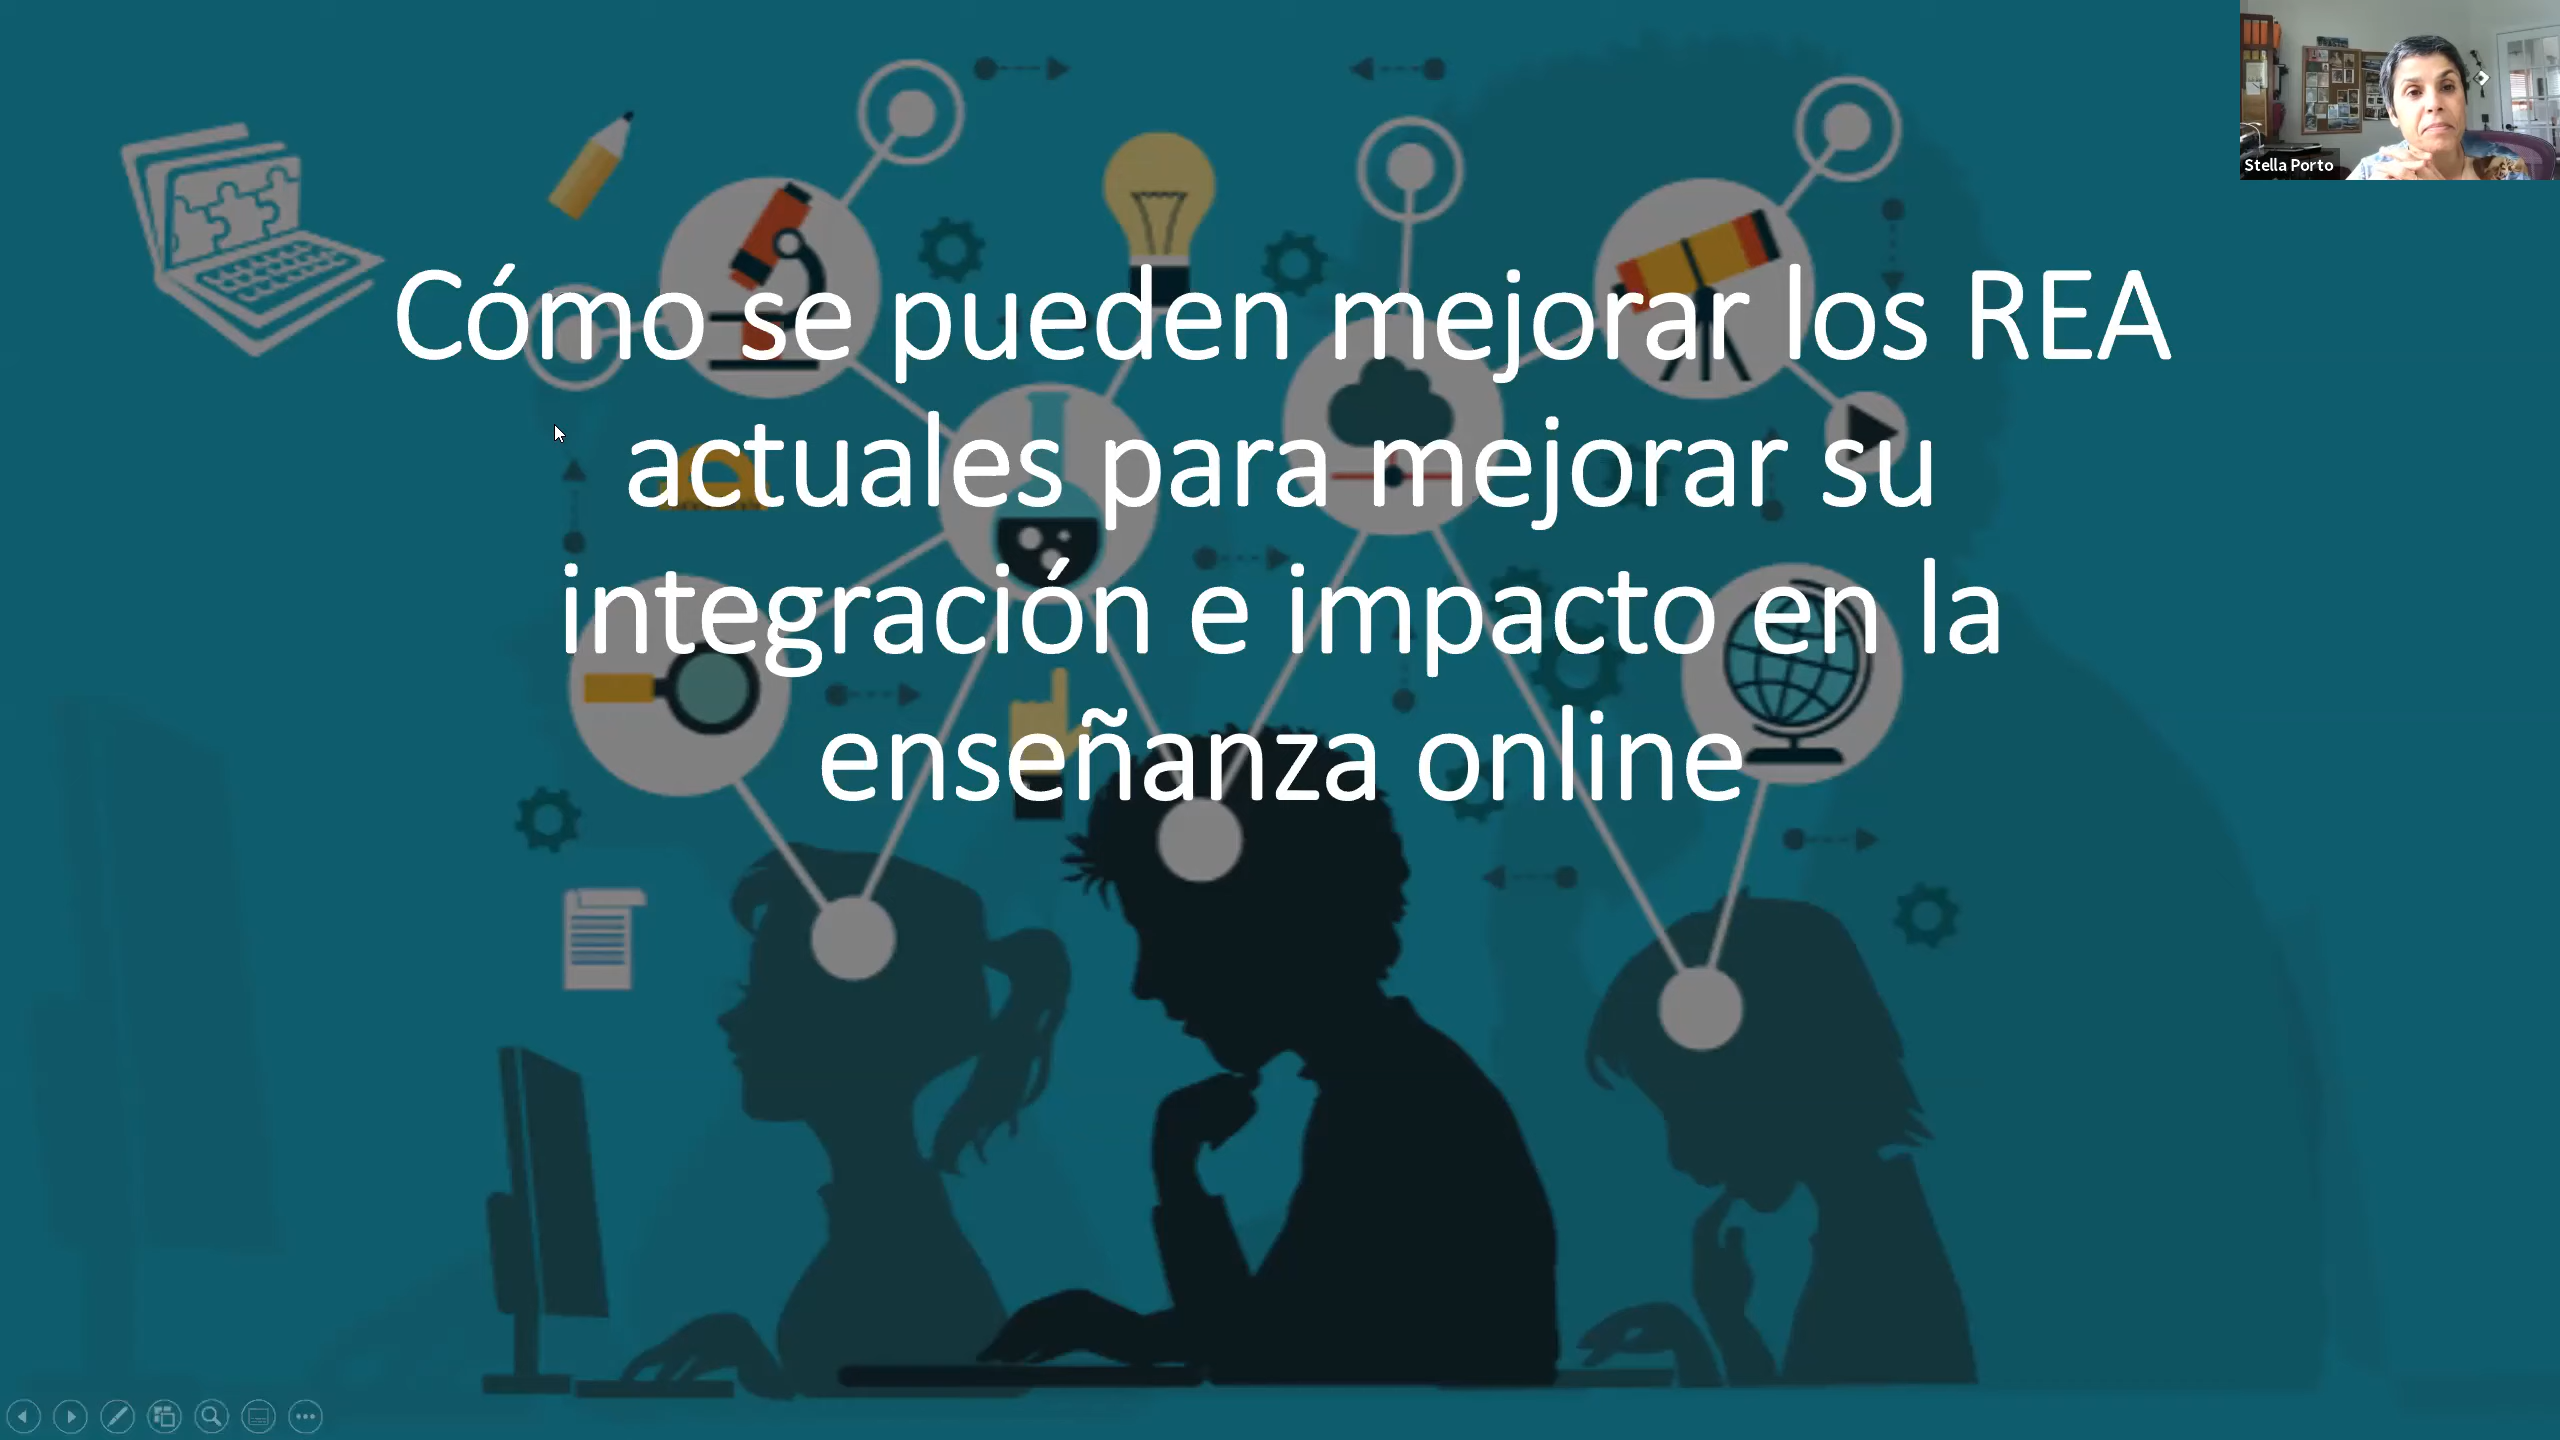 Stella Porto
Cómo se pueden mejorar los REA
actuales para mejorar su
integración e impacto en la
enseñanza online